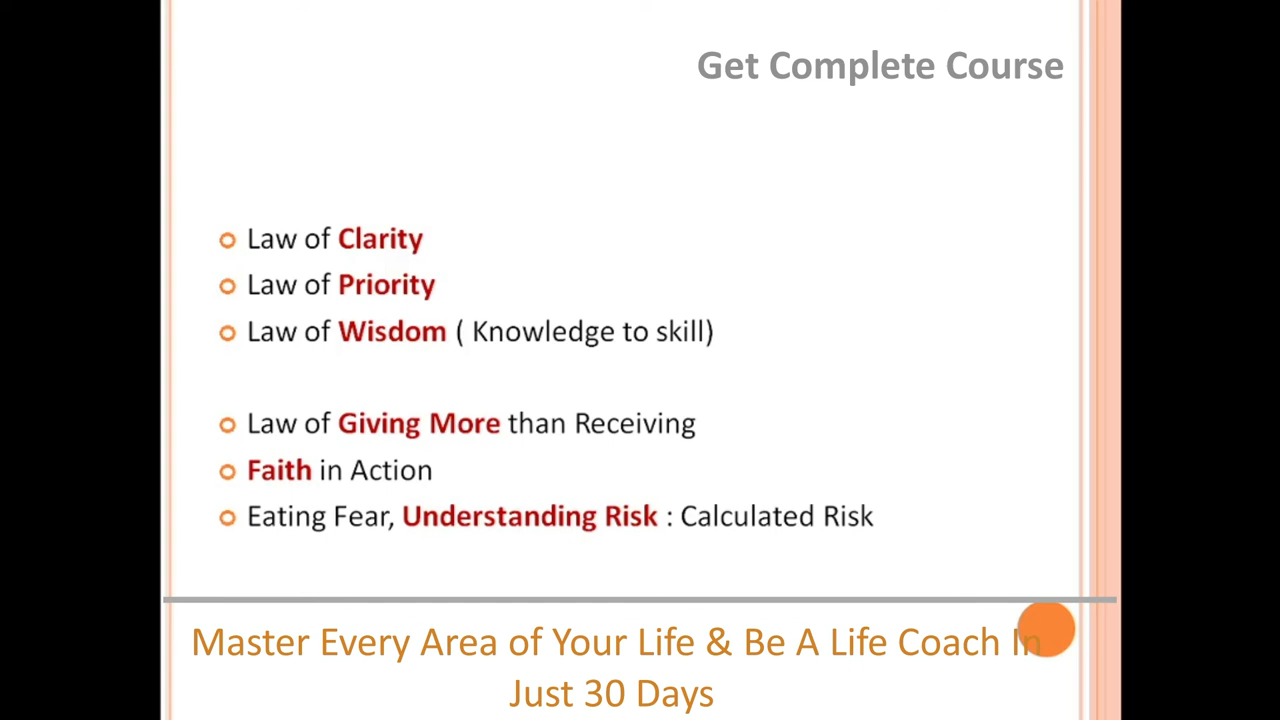 Get Complete Course
Law of Clarity
Law of Priority
Law of Wisdom ( Knowledge to skill)
Law of Giving More than Receiving
Faith in Action
Eating Fear, Understanding Risk : Calculated Risk
Master Every Area of Your Life & Be A Life Coach In
Just 30 Days